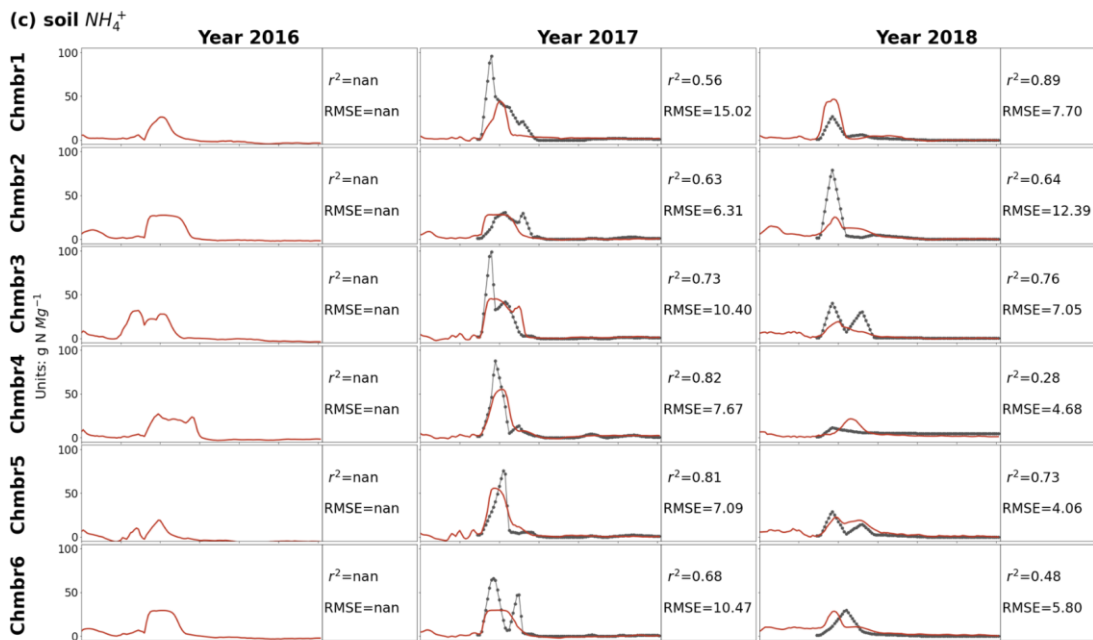 (c) soil NH₄⁺
Year 2016 Year 2017 Year 2018
Chmbr1
100
50
0
r²=nan
RMSE=nan
r²=0.56
RMSE=15.02
r²=0.89
RMSE=7.70
Chmbr2
100
50
0
r²=nan
RMSE=nan
r²=0.63
RMSE=6.31
r²=0.64
RMSE=12.39
Chmbr3
Units: g N Mg⁻¹
100
50
0
r²=nan
RMSE=nan
r²=0.73
RMSE=10.40
r²=0.76
RMSE=7.05
Chmbr4
100
50
0
r²=nan
RMSE=nan
r²=0.82
RMSE=7.67
r²=0.28
RMSE=4.68
Chmbr5
100
50
0
r²=nan
RMSE=nan
r²=0.81
RMSE=7.09
r²=0.73
RMSE=4.06
Chmbr6
100
50
0
r²=nan
RMSE=nan
r²=0.68
RMSE=10.47
r²=0.48
RMSE=5.80